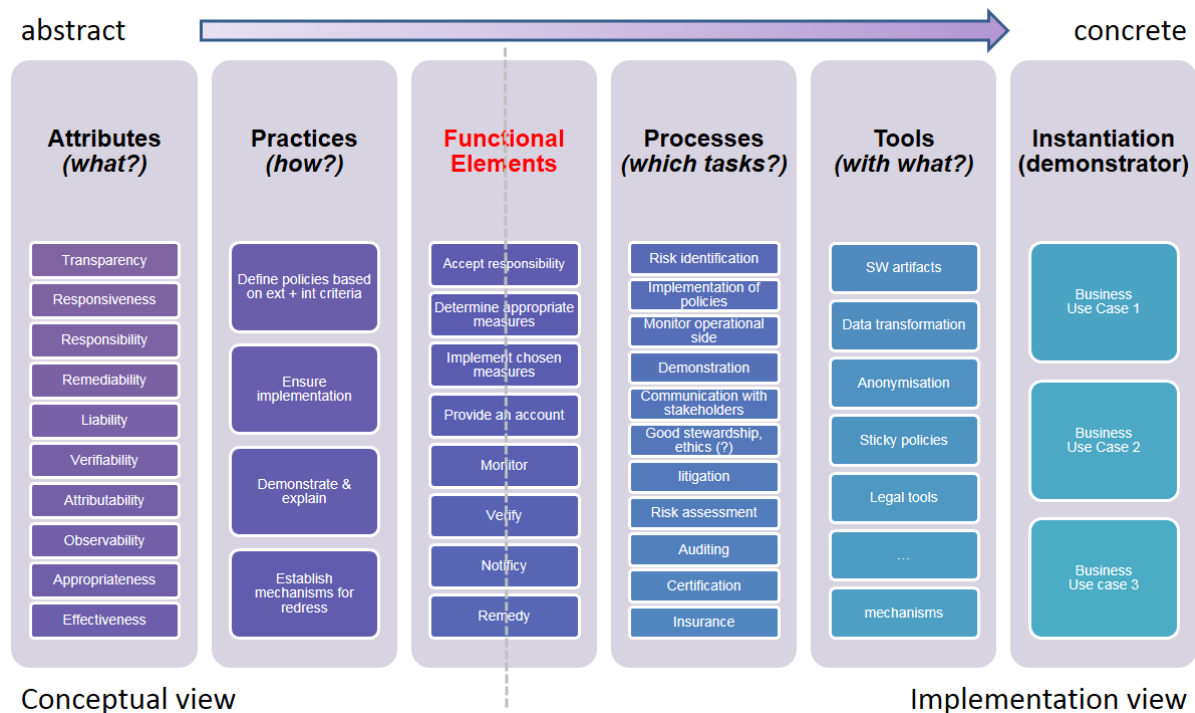 abstract
concrete
Attributes
(what?)
Transparency
Responsiveness
Responsibility
Remediability
Liability
Verifiability
Attributability
Observability
Appropriateness
Effectiveness
Practices
(how?)
Define policies based
on ext + int criteria
Ensure
implementation
Demonstrate &
explain
Establish
mechanisms for
redress
Functional
Elements
Accept responsibility
Determine appropriate
measures
Implement chosen
measures
Provide an account
Monitor
Verify
Notificy
Remedy
Processes
(which tasks?)
Risk identification
Implementation of
policies
Monitor operational
side
Demonstration
Communication with
stakeholders
Good stewardship,
ethics (?)
litigation
Risk assessment
Auditing
Certification
Insurance
Tools
(with what?)
SW artifacts
Data transformation
Anonymisation
Sticky policies
Legal tools
...
mechanisms
Instantiation
(demonstrator)
Business
Use Case 1
Business
Use Case 2
Business
Use case 3
Conceptual view
Implementation view